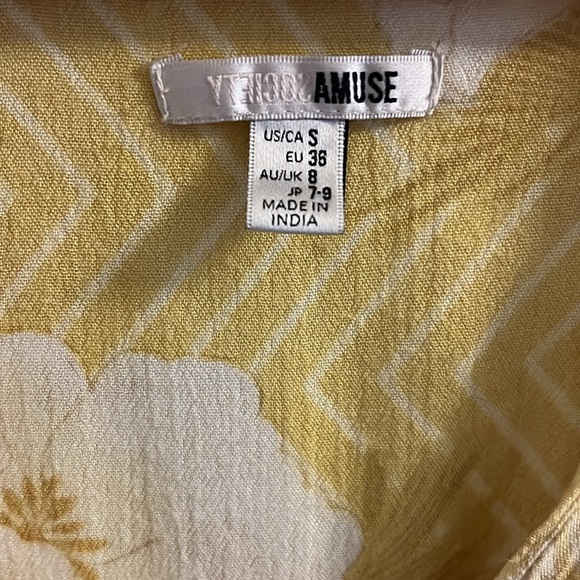 SOCIETY AMUSE
US/CA S
EU 36
AU/UK 8
JP 7-9
MADE IN
INDIA